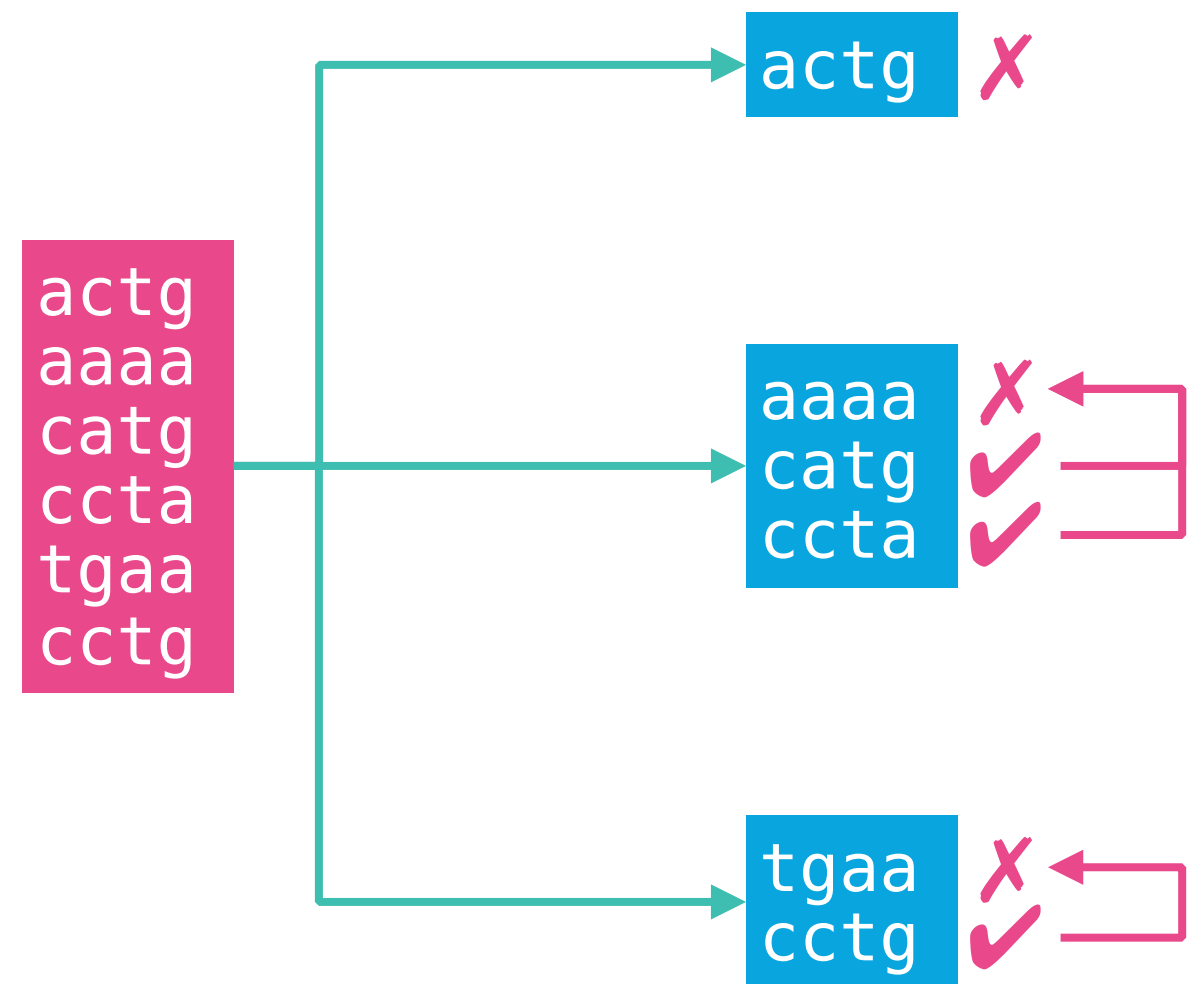 actg
aaaa
catg
ccta
tgaa
cctg
actg ✗
aaaa ✗
catg ✔
ccta ✔
tgaa ✗
cctg ✔